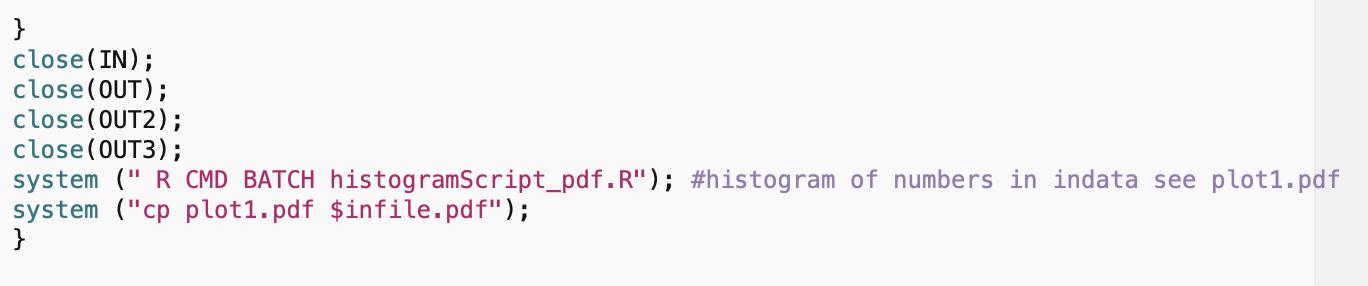 }
close(IN);
close(OUT);
close(OUT2);
close(OUT3);
system (" R CMD BATCH histogramScript_pdf.R"); #histogram of numbers in indata see plot1.pdf
system ("cp plot1.pdf $infile.pdf");
}